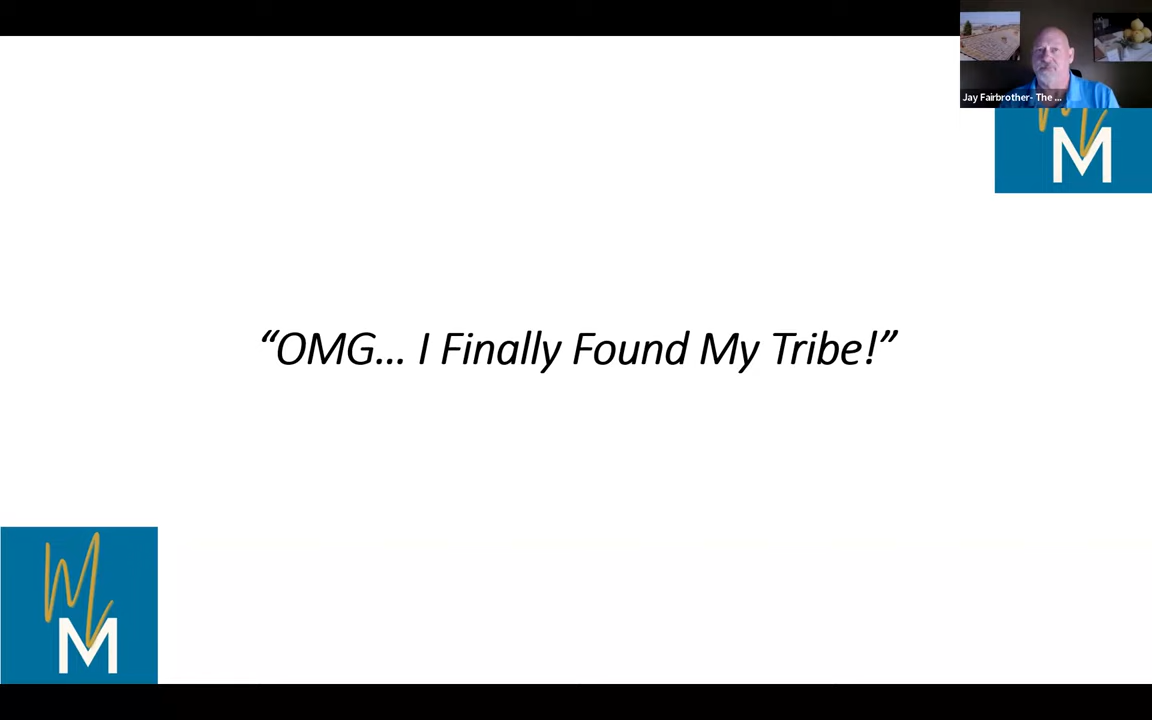 Jay Fairbrother- The ...
M
M
“OMG... I Finally Found My Tribe!”
M
M